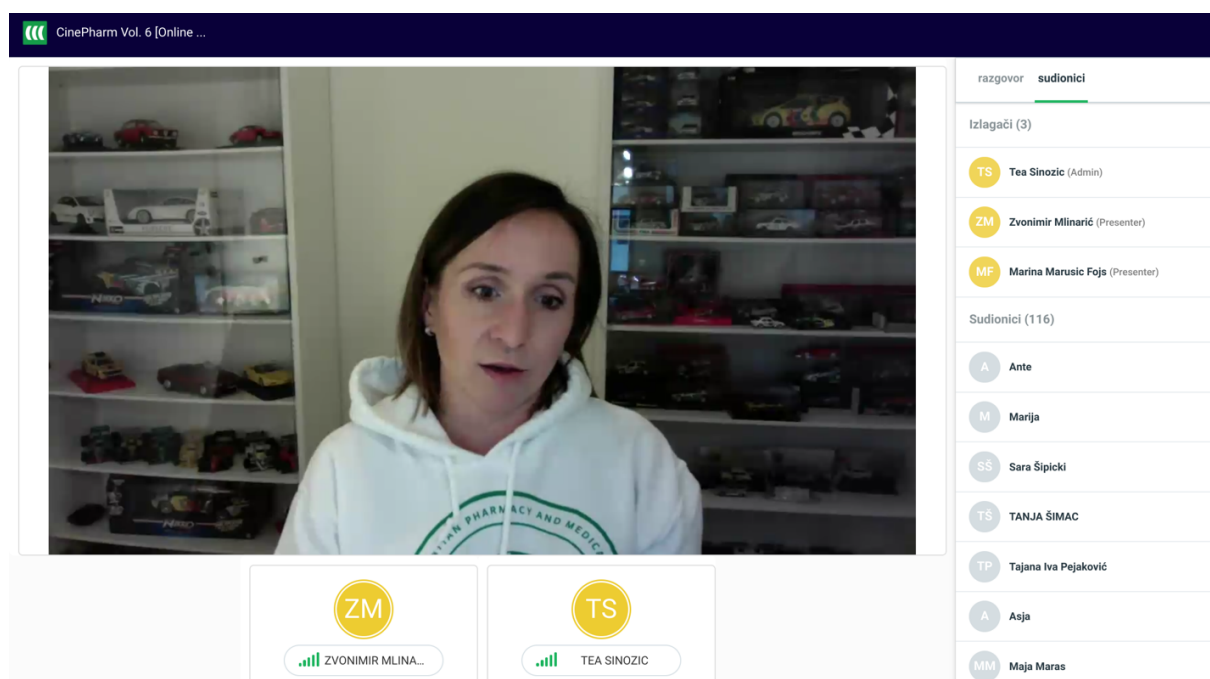 CinePharm Vol. 6 [Online ...
razgovor sudionici
Izlagači (3)
TS Tea Sinozic (Admin)
ZM Zvonimir Mlinarić (Presenter)
MF Marina Marusic Fojs (Presenter)
Sudionici (116)
A Ante
M Marija
SŠ Sara Šipicki
TŠ TANJA ŠIMAC
TP Tajana Iva Pejaković
A Asja
MM Maja Maras
NIKKO
PHARMACY AND MEDIC
NIKKO
ZM
ZVONIMIR MLINA...
TS
TEA SINOZIC